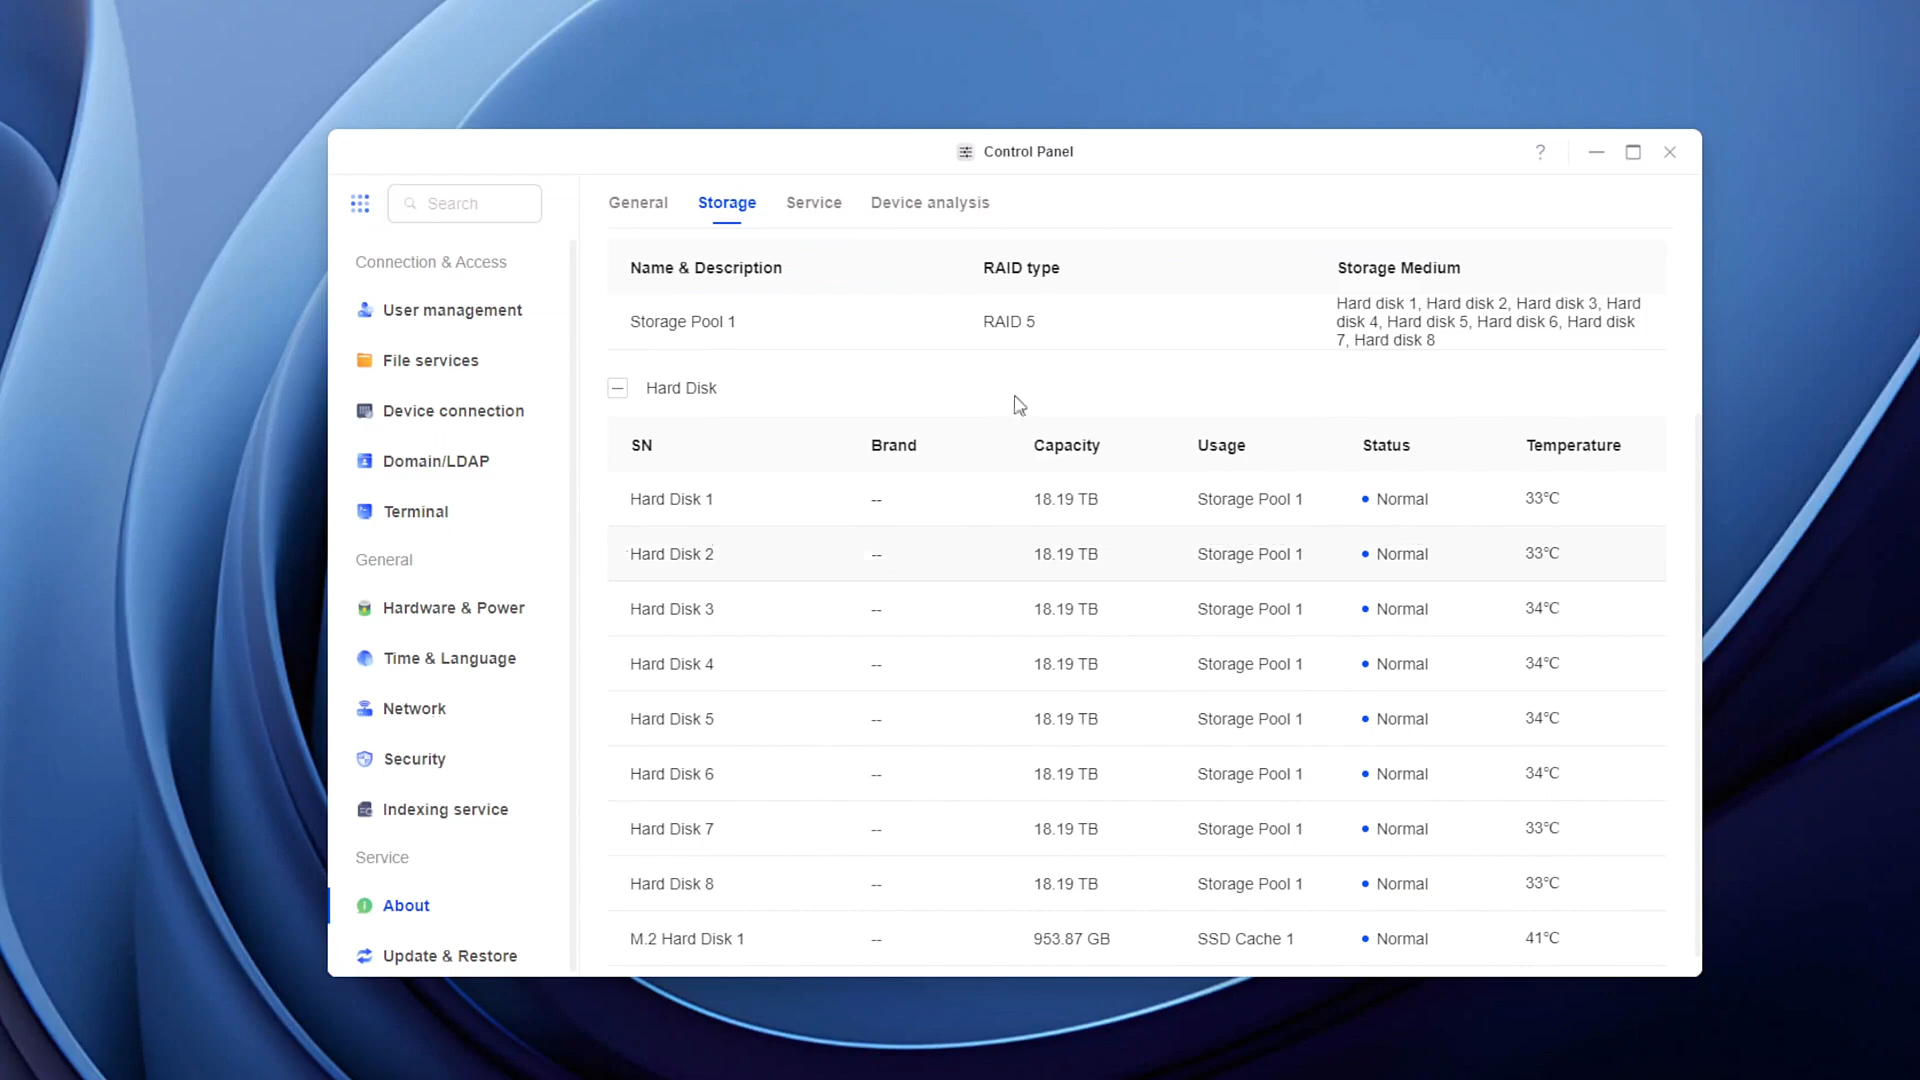 Control Panel
?
Search
General Storage Service Device analysis
Connection & Access
User management
File services
Device connection
Domain/LDAP
Terminal
General
Hardware & Power
Time & Language
Network
Security
Indexing service
Service
About
Update & Restore
Name & Description RAID type Storage Medium
Storage Pool 1 RAID 5 Hard disk 1, Hard disk 2, Hard disk 3, Hard
disk 4, Hard disk 5, Hard disk 6, Hard disk
7, Hard disk 8
Hard Disk
SN Brand Capacity Usage Status Temperature
Hard Disk 1 -- 18.19 TB Storage Pool 1 Normal 33°C
Hard Disk 2 -- 18.19 TB Storage Pool 1 Normal 33°C
Hard Disk 3 -- 18.19 TB Storage Pool 1 Normal 34°C
Hard Disk 4 -- 18.19 TB Storage Pool 1 Normal 34°C
Hard Disk 5 -- 18.19 TB Storage Pool 1 Normal 34°C
Hard Disk 6 -- 18.19 TB Storage Pool 1 Normal 34°C
Hard Disk 7 -- 18.19 TB Storage Pool 1 Normal 33°C
Hard Disk 8 -- 18.19 TB Storage Pool 1 Normal 33°C
M.2 Hard Disk 1 -- 953.87 GB SSD Cache 1 Normal 41°C